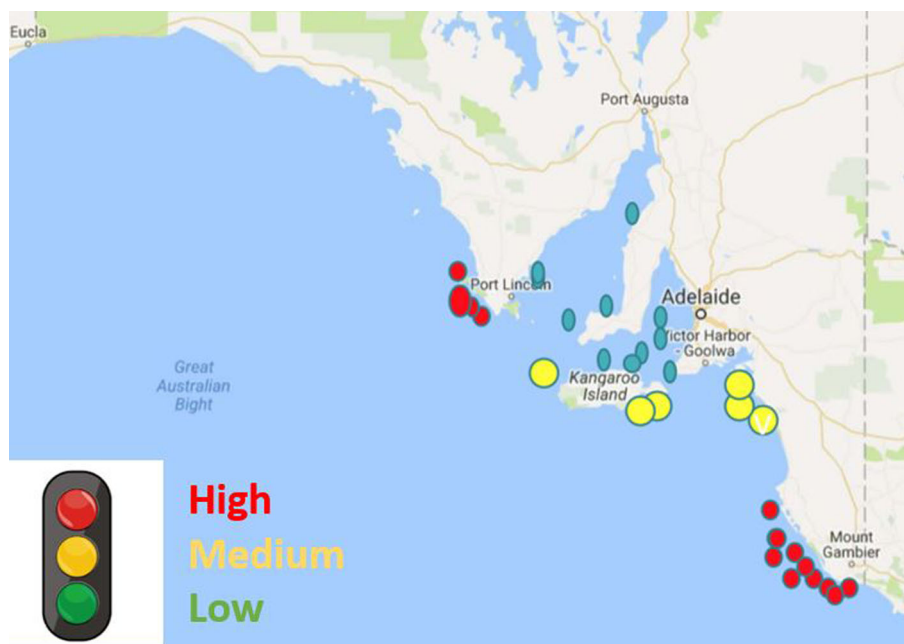 Eucla
Port Augusta
Port Lincoln
Adelaide
Victor Harbor
- Goolwa
Kangaroo
Island
Great
Australian
Bight
V
Mount
Gambier
High
Medium
Low